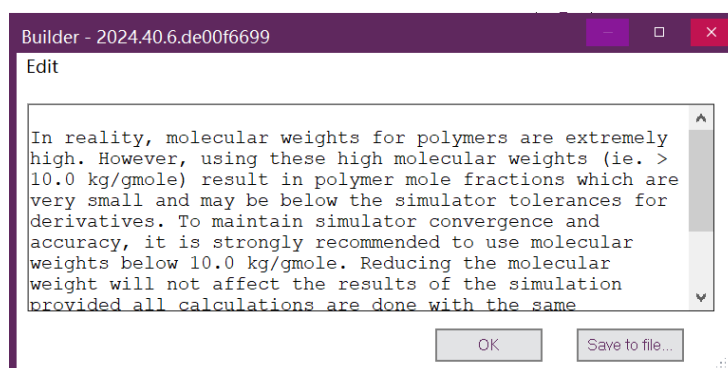 Builder - 2024.40.6.de00f6699
Edit
In reality, molecular weights for polymers are extremely
high. However, using these high molecular weights (ie. >
10.0 kg/gmole) result in polymer mole fractions which are
very small and may be below the simulator tolerances for
derivatives. To maintain simulator convergence and
accuracy, it is strongly recommended to use molecular
weights below 10.0 kg/gmole. Reducing the molecular
weight will not affect the results of the simulation
provided all calculations are done with the same
OK
Save to file...